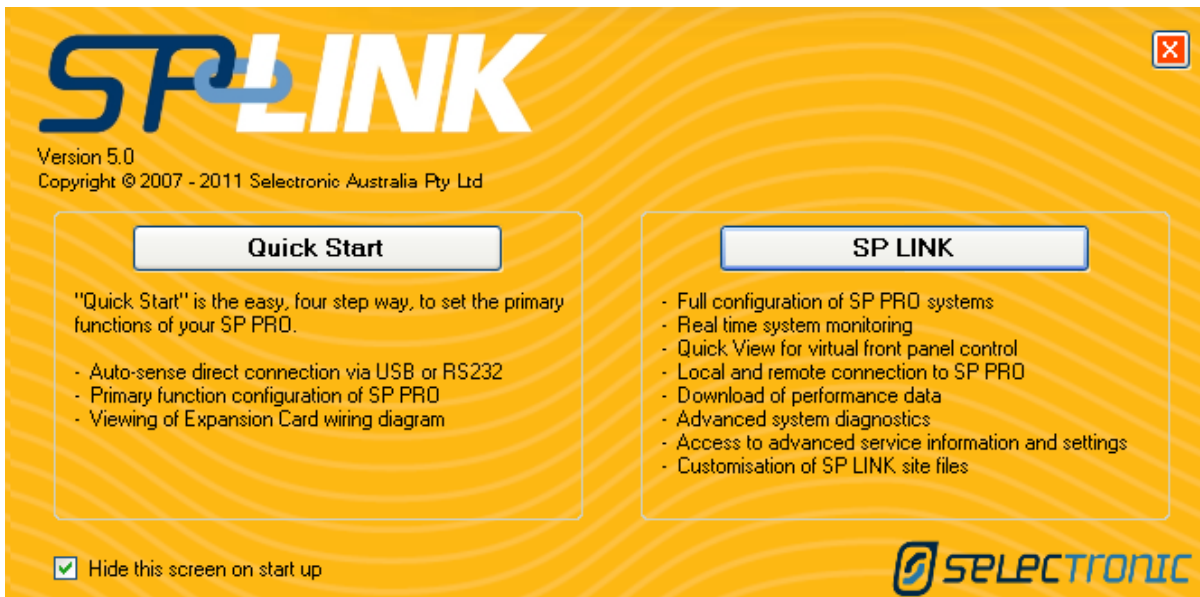 SP LINK
Version 5.0
Copyright © 2007 - 2011 Selectronic Australia Pty Ltd
Quick Start
"Quick Start" is the easy, four step way, to set the primary
functions of your SP PRO.
- Auto-sense direct connection via USB or RS232
- Primary function configuration of SP PRO
- Viewing of Expansion Card wiring diagram
SP LINK
- Full configuration of SP PRO systems
- Real time system monitoring
- Quick View for virtual front panel control
- Local and remote connection to SP PRO
- Download of performance data
- Advanced system diagnostics
- Access to advanced service information and settings
- Customisation of SP LINK site files
Hide this screen on start up
SELECTRONIC